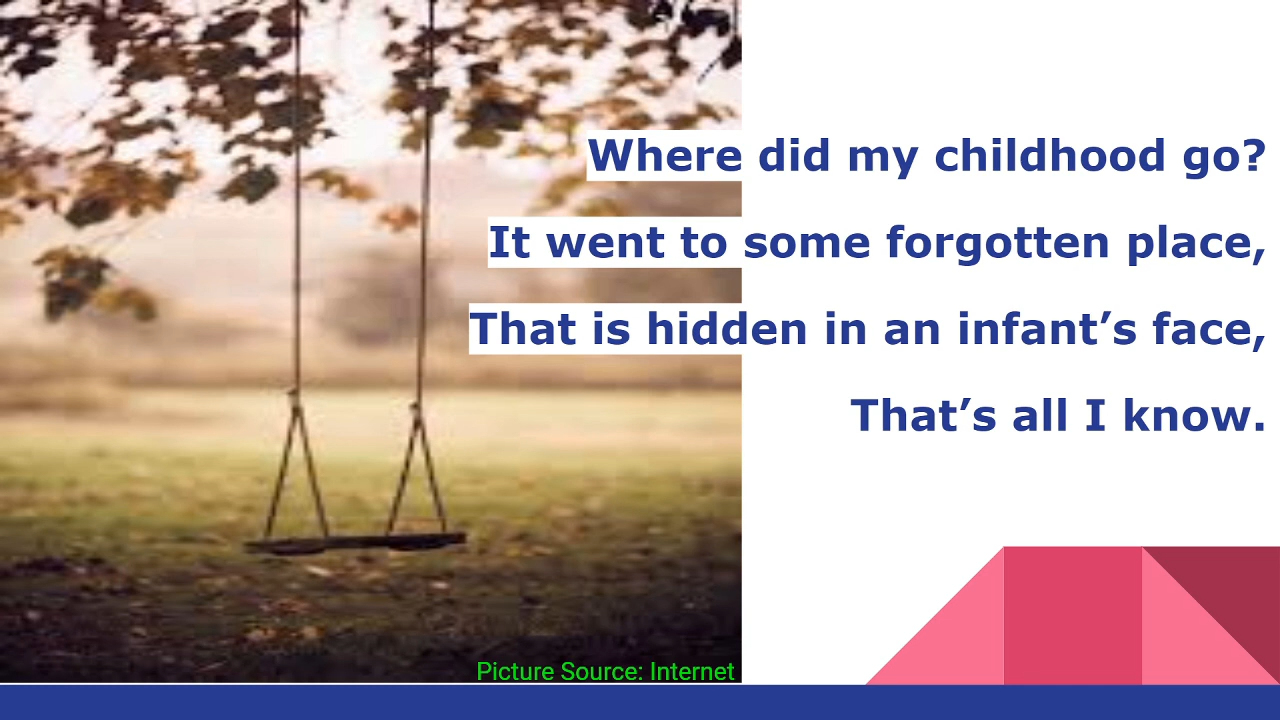 Where did my childhood go?
It went to some forgotten place,
That is hidden in an infant’s face,
That’s all I know.
Picture Source: Internet